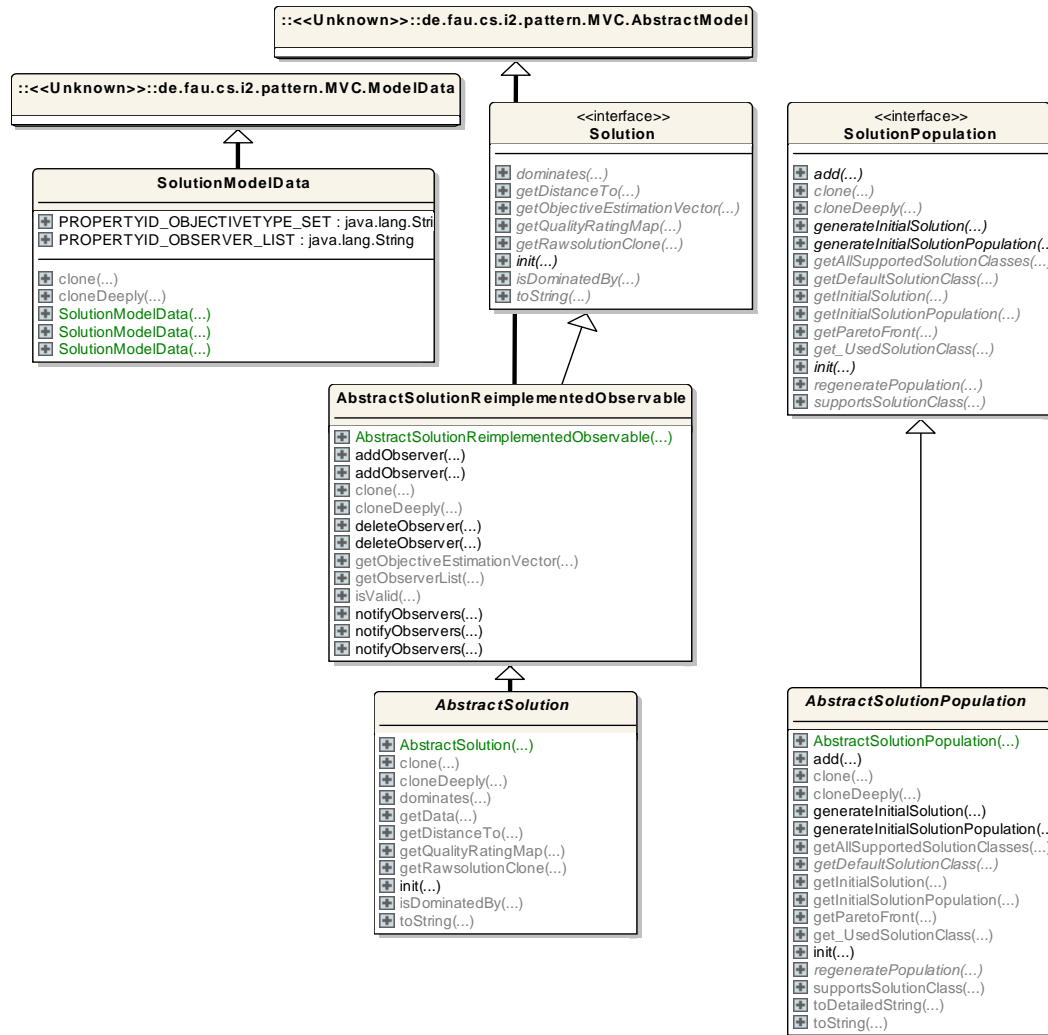 ::<<Unknown>>::de.fau.cs.i2.pattern.MVC.AbstractModel
::<<Unknown>>::de.fau.cs.i2.pattern.MVC.ModelData
SolutionModelData
PROPERTYID_OBJECTIVETYPE_SET : java.lang.Stri
PROPERTYID_OBSERVER_LIST : java.lang.String
clone(...)
cloneDeeply(...)
SolutionModelData(...)
SolutionModelData(...)
SolutionModelData(...)
<<interface>>
Solution
dominates(...)
getDistanceTo(...)
getObjectiveEstimationVector(...)
getQualityRatingMap(...)
getRawsolutionClone(...)
init(...)
isDominatedBy(...)
toString(...)
<<interface>>
SolutionPopulation
add(...)
clone(...)
cloneDeeply(...)
generateInitialSolution(...)
generateInitialSolutionPopulation(...
getAllSupportedSolutionClasses(...)
getDefaultSolutionClass(...)
getInitialSolution(...)
getInitialSolutionPopulation(...)
getParetoFront(...)
get_UsedSolutionClass(...)
init(...)
regeneratePopulation(...)
supportsSolutionClass(...)
AbstractSolutionReimplementedObservable
AbstractSolutionReimplementedObservable(...)
addObserver(...)
addObserver(...)
clone(...)
cloneDeeply(...)
deleteObserver(...)
deleteObserver(...)
getObjectiveEstimationVector(...)
getObserverList(...)
isValid(...)
notifyObservers(...)
notifyObservers(...)
notifyObservers(...)
AbstractSolution
AbstractSolution(...)
clone(...)
cloneDeeply(...)
dominates(...)
getData(...)
getDistanceTo(...)
getQualityRatingMap(...)
getRawsolutionClone(...)
init(...)
isDominatedBy(...)
toString(...)
AbstractSolutionPopulation
AbstractSolutionPopulation(...)
add(...)
clone(...)
cloneDeeply(...)
generateInitialSolution(...)
generateInitialSolutionPopulation(...
getAllSupportedSolutionClasses(...)
getDefaultSolutionClass(...)
getInitialSolution(...)
getInitialSolutionPopulation(...)
getParetoFront(...)
get_UsedSolutionClass(...)
init(...)
regeneratePopulation(...)
supportsSolutionClass(...)
toDetailedString(...)
toString(...)